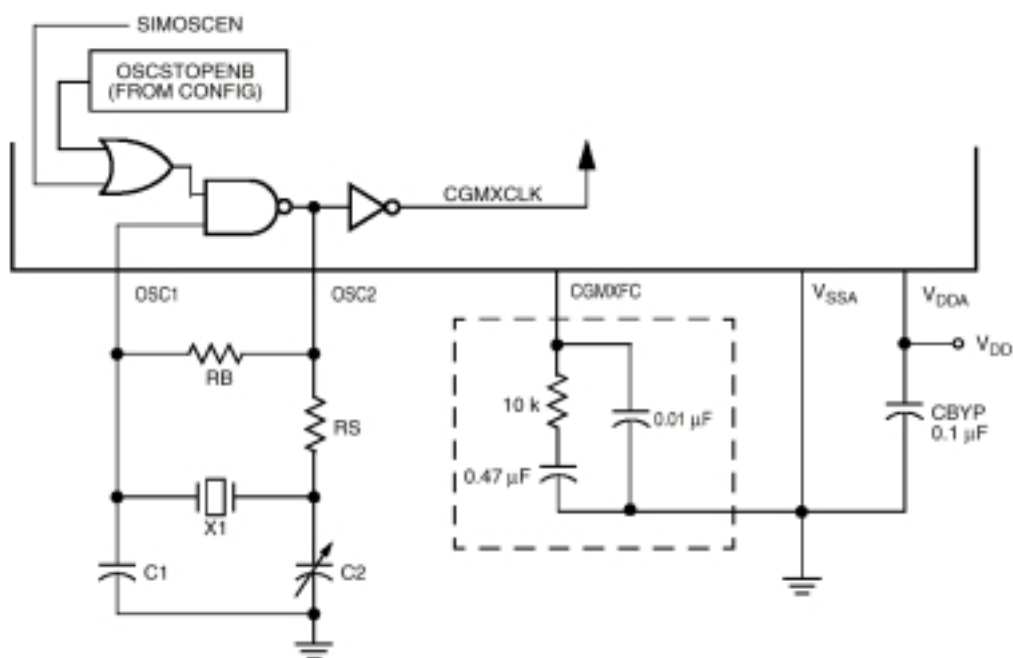 SIMOSCEN
OSCSTOPENB
(FROM CONFIG)
CGMXCLK
OSC1
OSC2
CGMXFC
VSSA
VDDA
VDD
RB
RS
10 k
0.01 µF
CBYP
0.1 µF
0.47 µF
X1
C1
C2